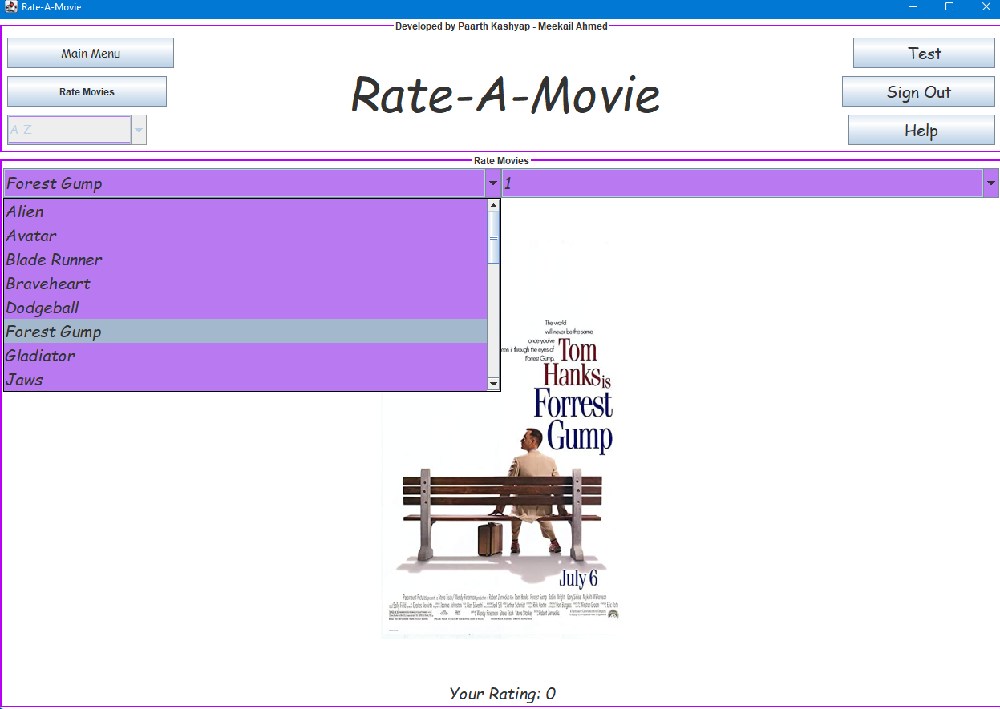 Rate-A-Movie
Developed by Paarth Kashyap - Meekail Ahmed
Main Menu
Rate Movies
A-Z
Rate-A-Movie
Test
Sign Out
Help
Rate Movies
Forest Gump
1
Alien
Avatar
Blade Runner
Braveheart
Dodgeball
Forest Gump
Gladiator
Jaws
The world
will never be the same
once you've
een it through the eyes of
Forrest Gump.
Tom
Hanks is
Forrest
Gump
July 6
Your Rating: 0